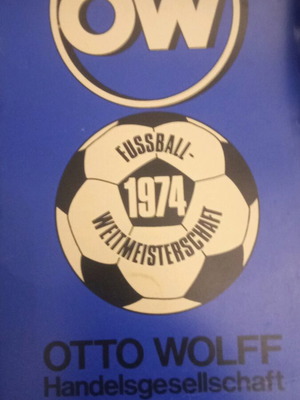 OW
FUSSBALL-
1974
WELTMEISTERSCHAFT
OTTO WOLFF
Handelsgesellschaft